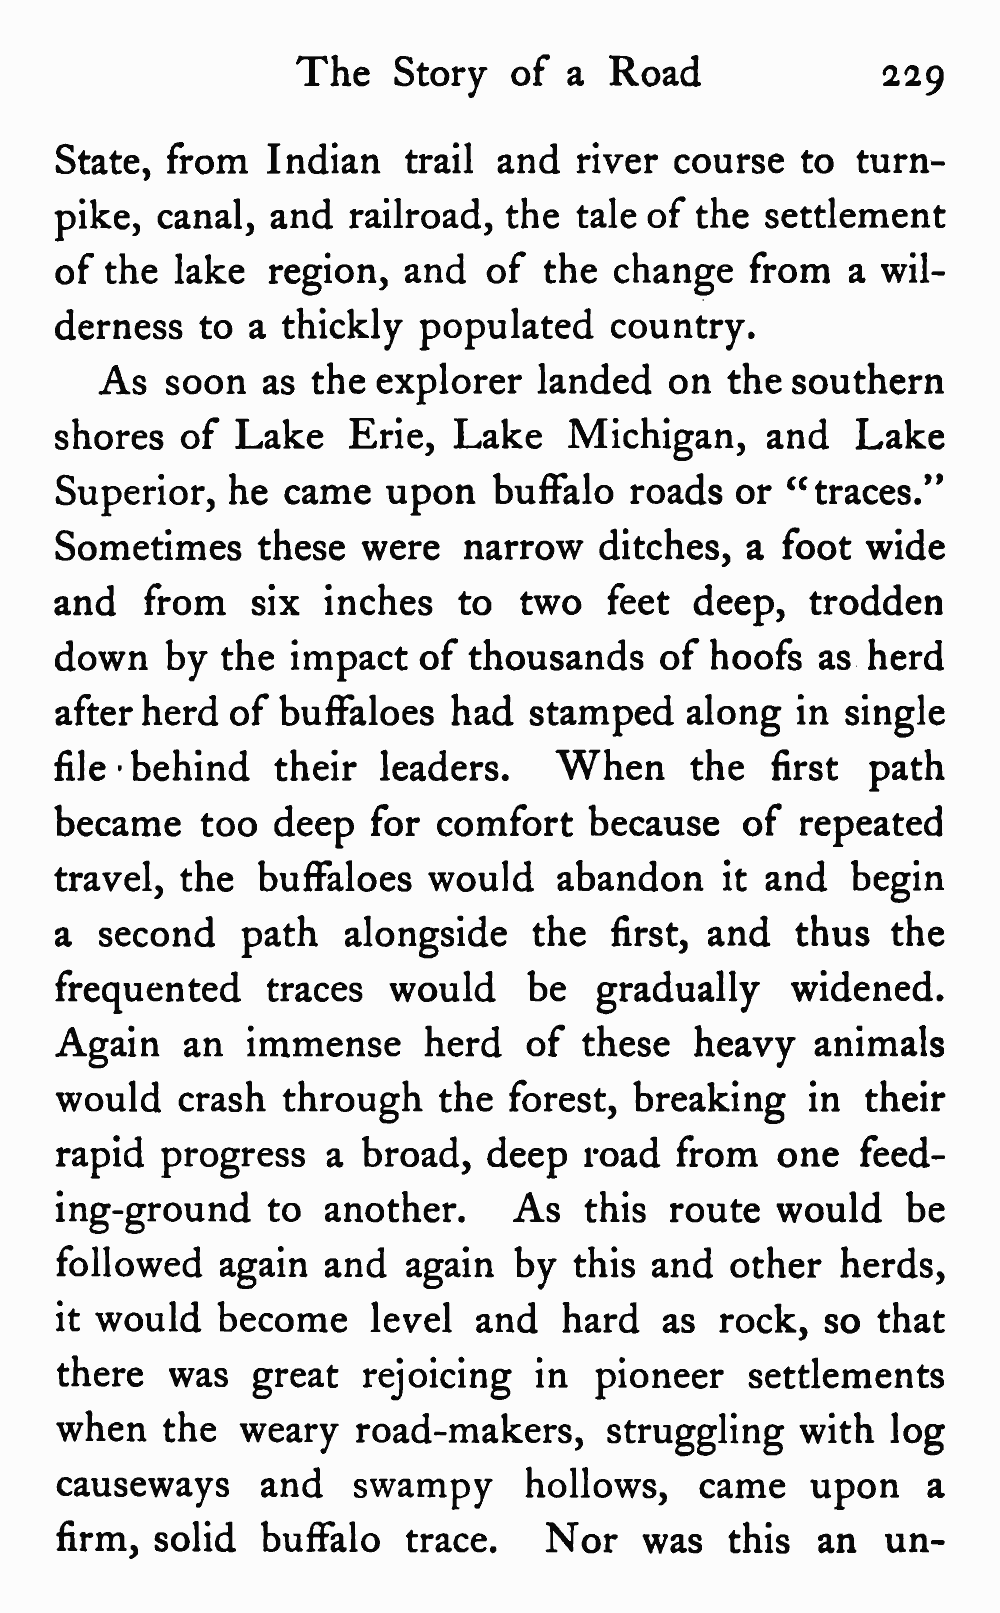 The Story of a Road 229
State, from Indian trail and river course to turn-
pike, canal, and railroad, the tale of the settlement
of the lake region, and of the change from a wil-
derness to a thickly populated country.
As soon as the explorer landed on the southern
shores of Lake Erie, Lake Michigan, and Lake
Superior, he came upon buffalo roads or “traces.”
Sometimes these were narrow ditches, a foot wide
and from six inches to two feet deep, trodden
down by the impact of thousands of hoofs as herd
after herd of buffaloes had stamped along in single
file behind their leaders. When the first path
became too deep for comfort because of repeated
travel, the buffaloes would abandon it and begin
a second path alongside the first, and thus the
frequented traces would be gradually widened.
Again an immense herd of these heavy animals
would crash through the forest, breaking in their
rapid progress a broad, deep road from one feed-
ing-ground to another. As this route would be
followed again and again by this and other herds,
it would become level and hard as rock, so that
there was great rejoicing in pioneer settlements
when the weary road-makers, struggling with log
causeways and swampy hollows, came upon a
firm, solid buffalo trace. Nor was this an un-